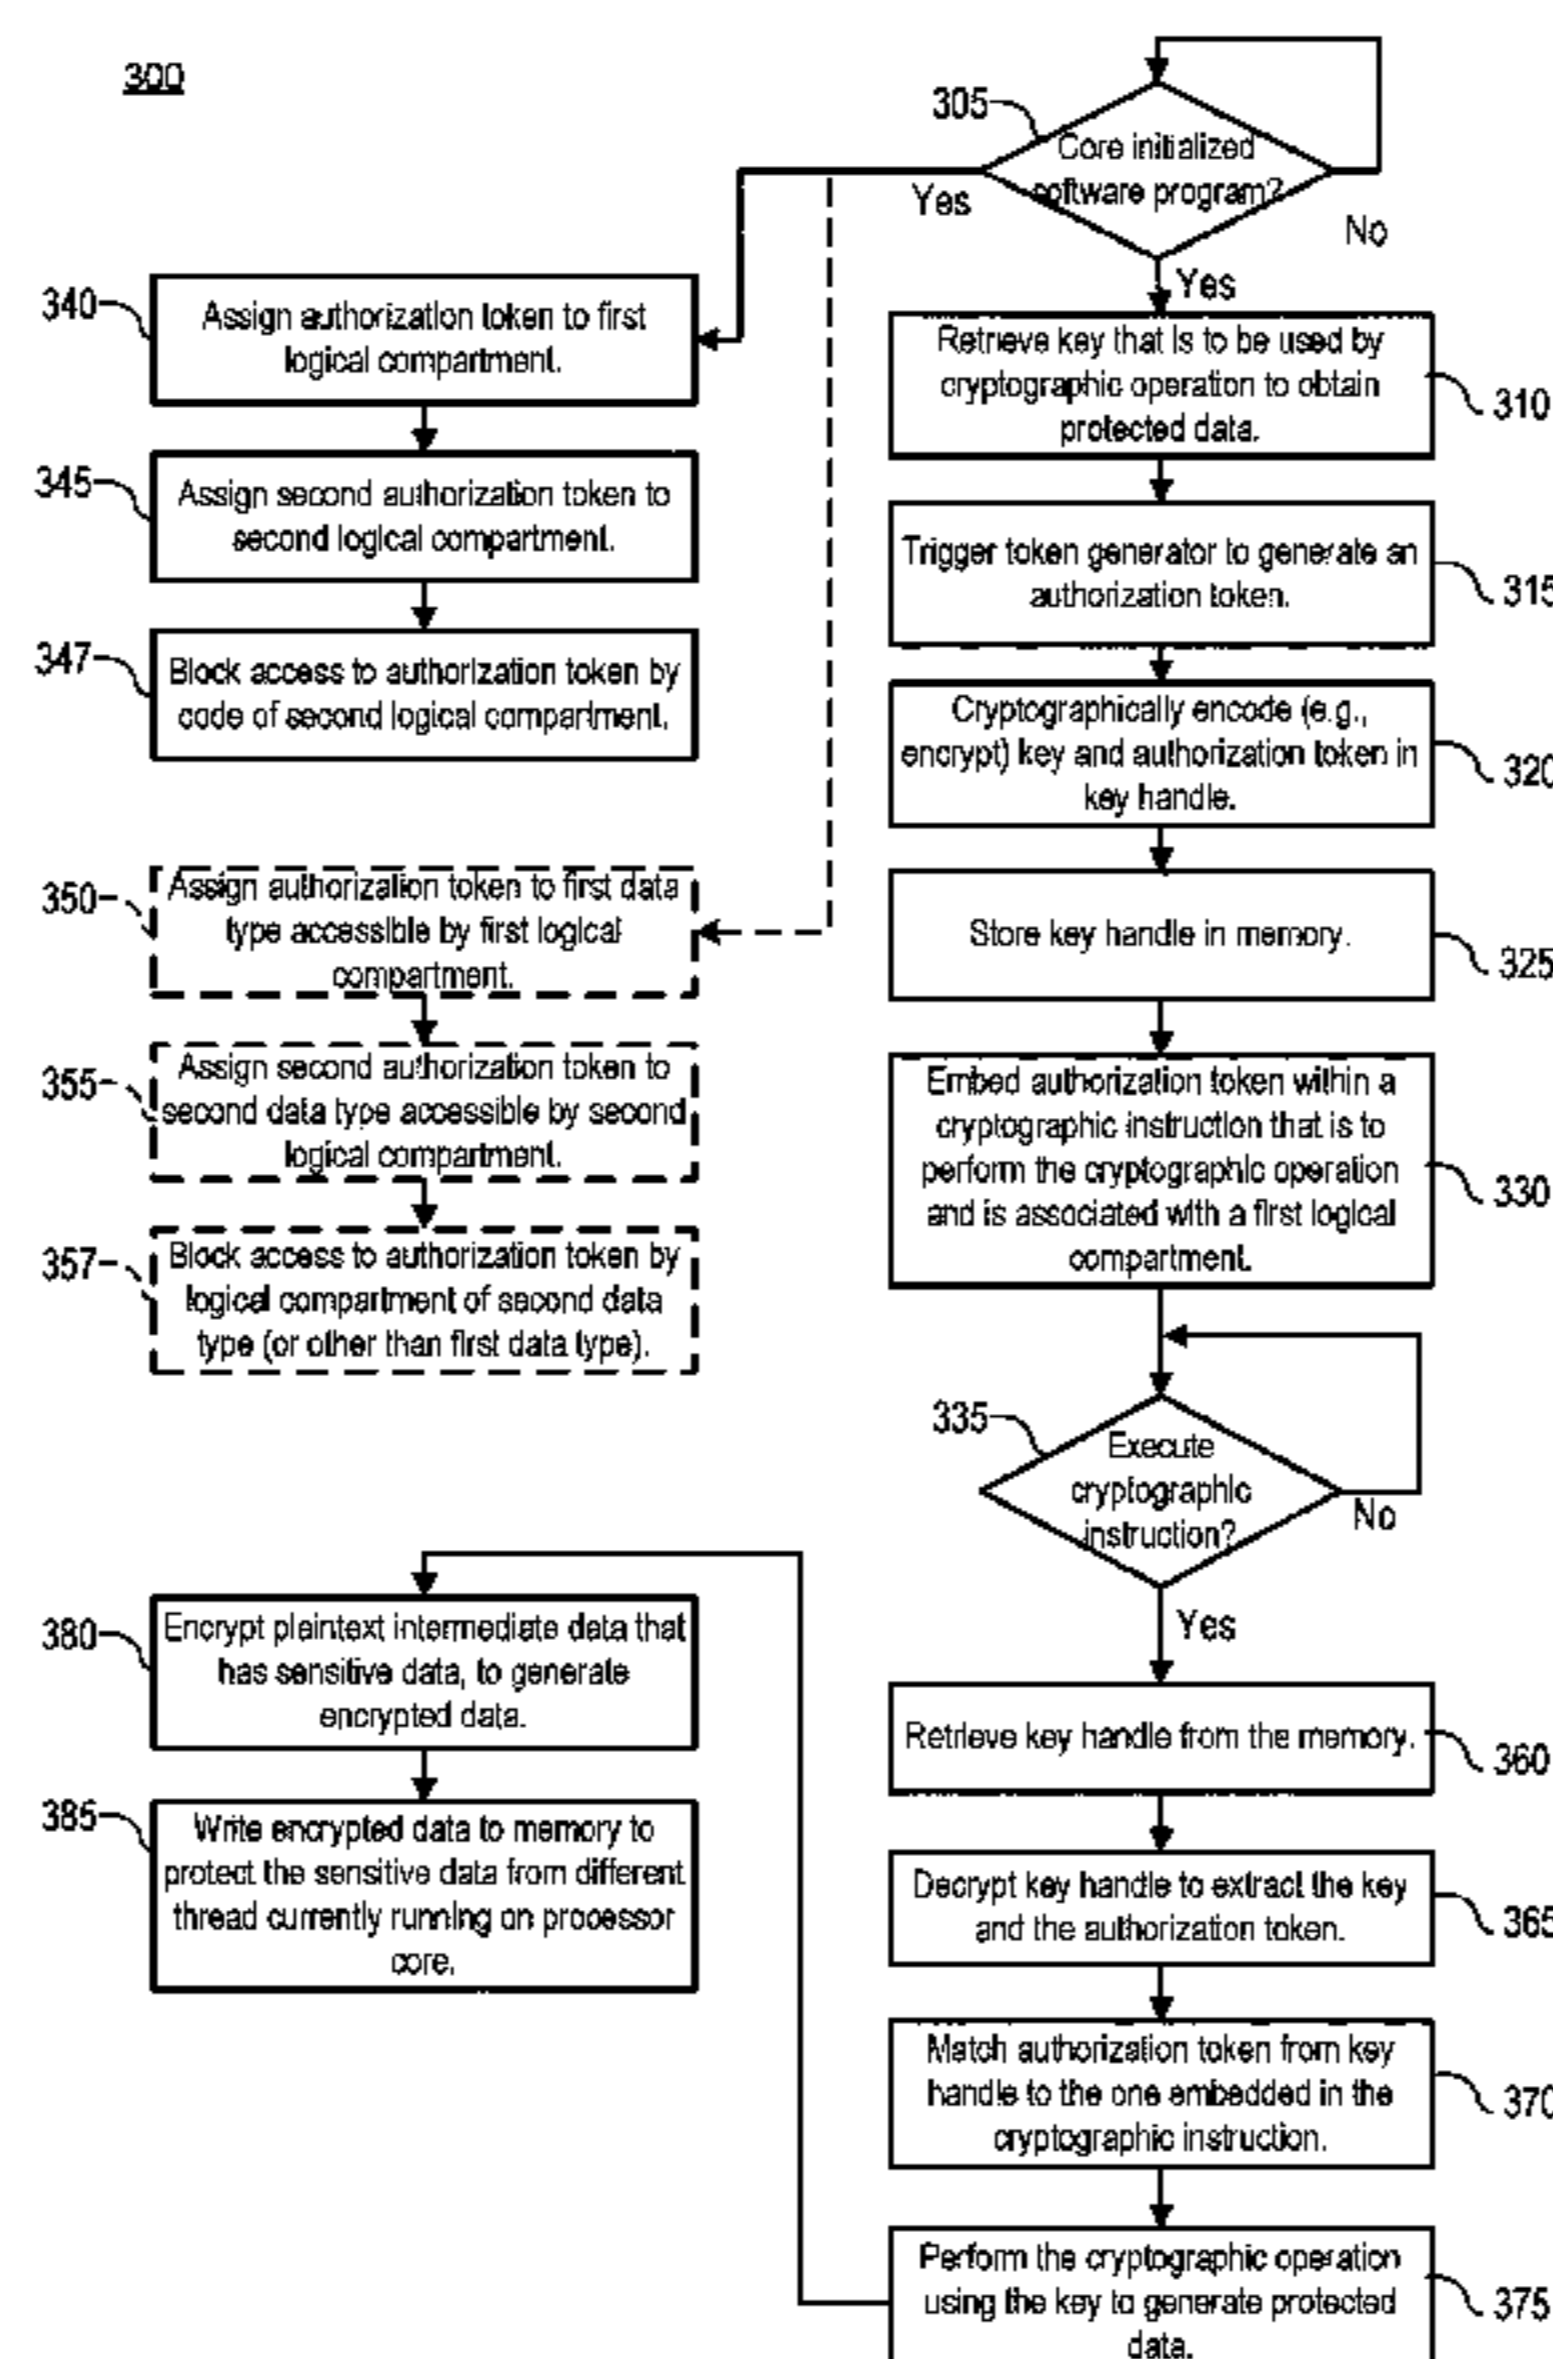 300
305
Core initialized
software program?
Yes
No
Yes
340
Assign authorization token to first
logical compartment.
345
Assign second authorization token to
second logical compartment.
347
Block access to authorization token by
code of second logical compartment.
350
Assign authorization token to first data
type accessible by first logical
compartment.
355
Assign second authorization token to
second data type accessible by second
logical compartment.
357
Block access to authorization token by
logical compartment of second data
type (or other than first data type).
Retrieve key that is to be used by
cryptographic operation to obtain
protected data.
310
Trigger token generator to generate an
authorization token.
315
Cryptographically encode (e.g.,
encrypt) key and authorization token in
key handle.
320
Store key handle in memory.
325
Embed authorization token within a
cryptographic instruction that is to
perform the cryptographic operation
and is associated with a first logical
compartment.
330
335
Execute
cryptographic
instruction?
No
Yes
Retrieve key handle from the memory.
360
Decrypt key handle to extract the key
and the authorization token.
365
Match authorization token from key
handle to the one embedded in the
cryptographic instruction.
370
Perform the cryptographic operation
using the key to generate protected
data.
375
380
Encrypt plaintext intermediate data that
has sensitive data, to generate
encrypted data.
385
Write encrypted data to memory to
protect the sensitive data from different
thread currently running on processor
core.